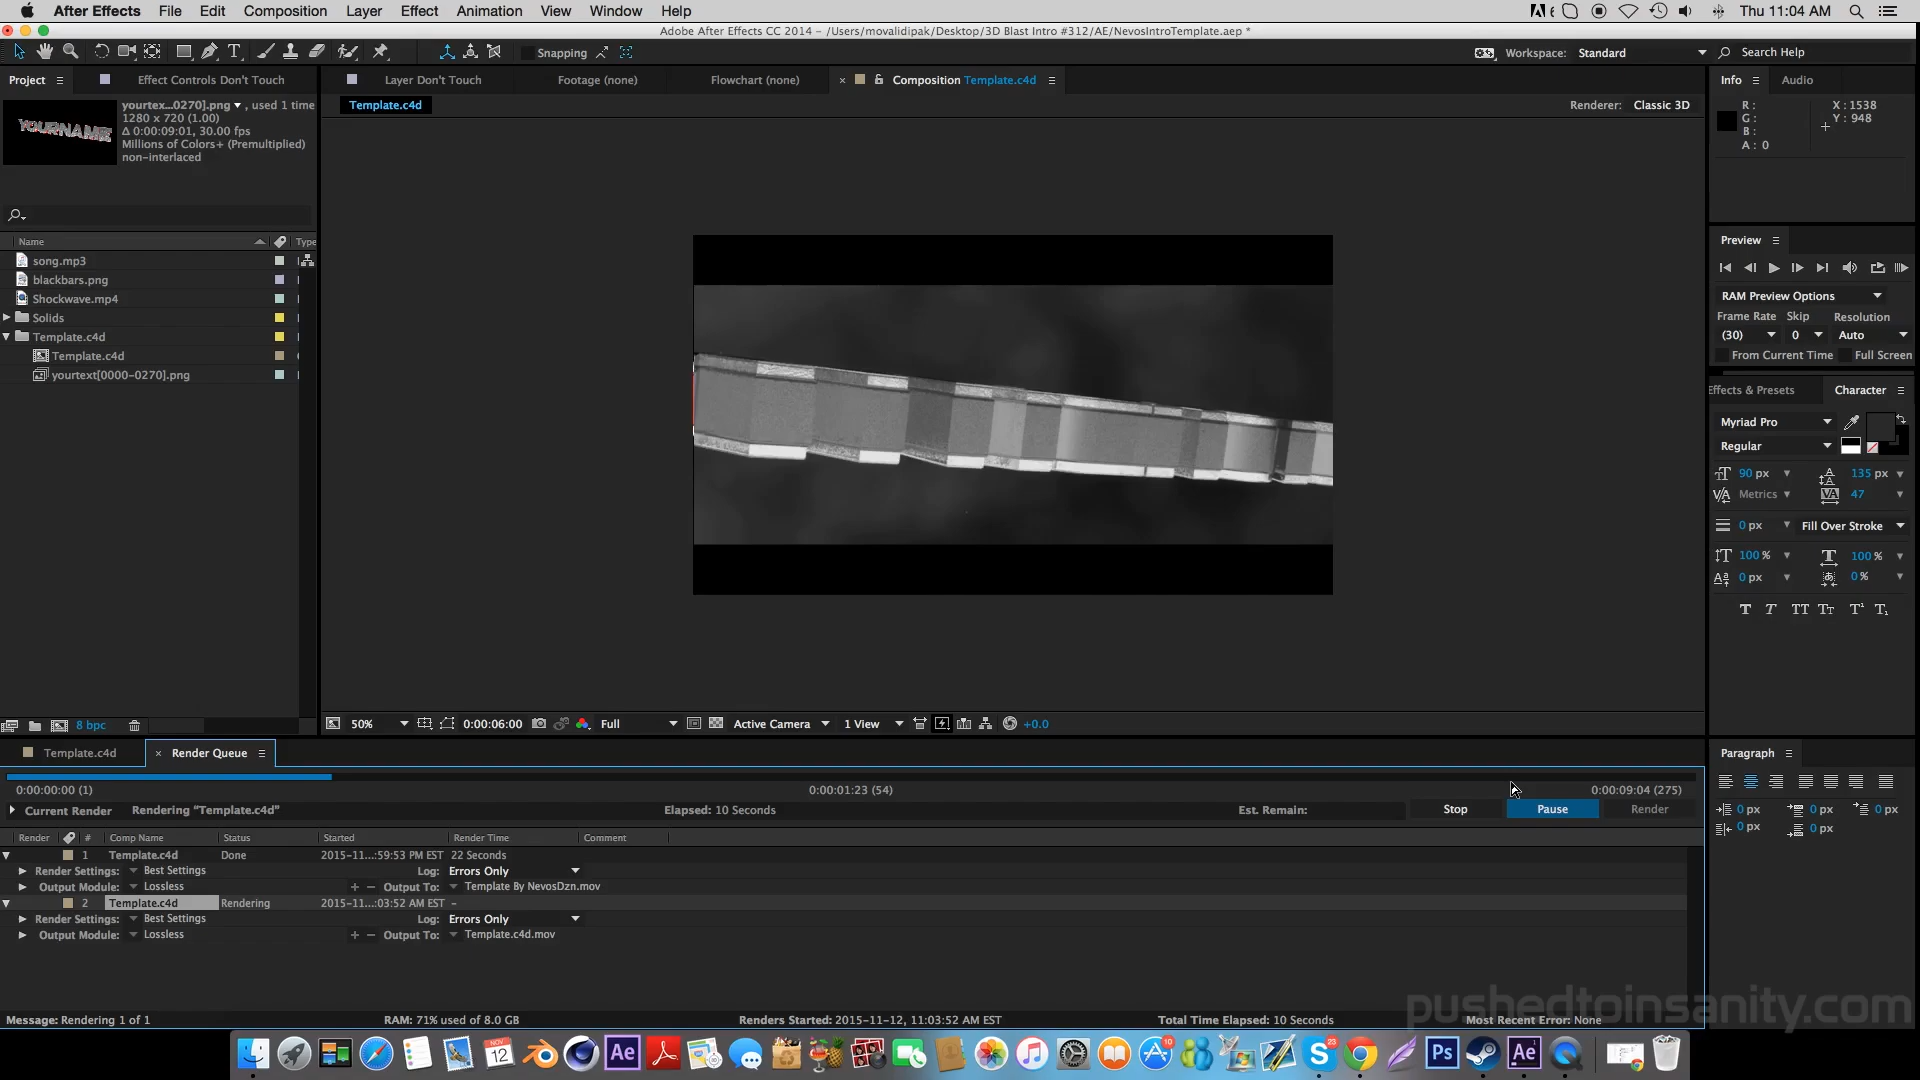 After Effects File Edit Composition Layer Effect Animation View Window Help Thu 11:04 AM
Adobe After Effects CC 2014 - /Users/movalidipak/Desktop/3D Blast Intro #312/AE/NevosIntroTemplate.aep *
Snapping Workspace: Standard Search Help
Project Effect Controls Don't Touch Layer Don't Touch Footage (none) Flowchart (none) Composition Template.c4d Info Audio
yourtex...0270].png , used 1 time
1280 x 720 (1.00)
Δ 0:00:09:01, 30.00 fps
Millions of Colors+ (Premultiplied)
non-interlaced
YOURNAME
Template.c4d Renderer: Classic 3D
R: X: 1538
G: Y: 948
B:
A: 0
Name Type
song.mp3
blackbars.png
Shockwave.mp4
Solids
Template.c4d
Template.c4d
yourtext[0000-0270].png
Preview
RAM Preview Options
Frame Rate Skip Resolution
(30) 0 Auto
From Current Time Full Screen
Effects & Presets Character
Myriad Pro
Regular
90 px 135 px
Metrics 47
0 px Fill Over Stroke
100 % 100 %
0 px 0 %
8 bpc 50% 0:00:06:00 Full Active Camera 1 View +0.0
Template.c4d Render Queue Paragraph
0:00:00:00 (1) 0:00:01:23 (54) 0:00:09:04 (275)
Current Render Rendering "Template.c4d" Elapsed: 10 Seconds Est. Remain: Stop Pause Render
0 px 0 px 0 px
0 px 0 px
Render # Comp Name Status Started Render Time Comment
1 Template.c4d Done 2015-11...:59:53 PM EST 22 Seconds
Render Settings: Best Settings Log: Errors Only
Output Module: Lossless Output To: Template By NevosDzn.mov
2 Template.c4d Rendering 2015-11...:03:52 AM EST -
Render Settings: Best Settings Log: Errors Only
Output Module: Lossless Output To: Template.c4d.mov
pushedtoinsanity.com
Message: Rendering 1 of 1 RAM: 71% used of 8.0 GB Renders Started: 2015-11-12, 11:03:52 AM EST Total Time Elapsed: 10 Seconds Most Recent Error: None
NOV 12 Ae 10 23 Ps Ae